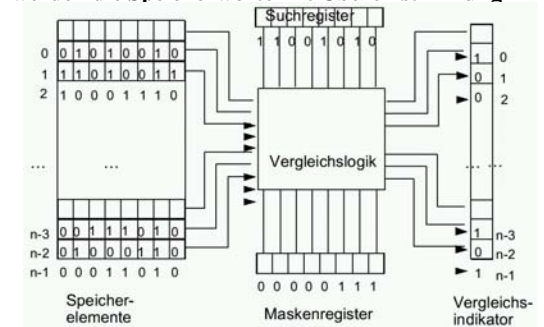 Suchregister
1 1 0 0 1 0 1 0
0 0 1 0 1 0 0 1 0 1 0
1 1 1 0 1 0 0 1 1 0 1
2 1 0 0 0 1 1 1 0 0 2
Vergleichslogik
... ... ... ...
n-3 0 0 1 1 1 0 1 0 1 n-3
n-2 0 1 0 0 0 1 1 0 0 n-2
n-1 0 0 0 1 1 0 1 0 1 n-1
0 0 0 0 0 1 1 1
Speicher-
elemente
Maskenregister
Vergleichs-
indikator